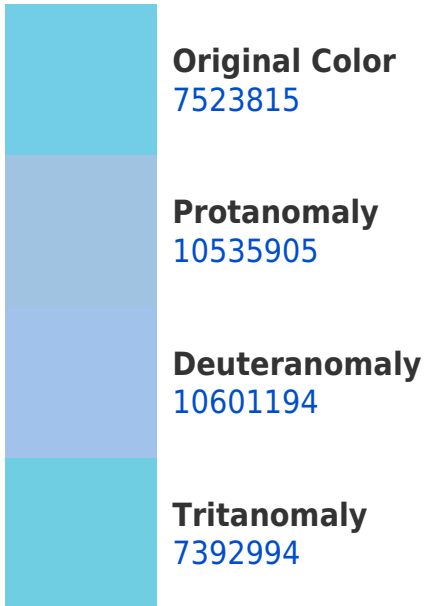 Original Color
7523815
Protanomaly
10535905
Deuteranomaly
10601194
Tritanomaly
7392994